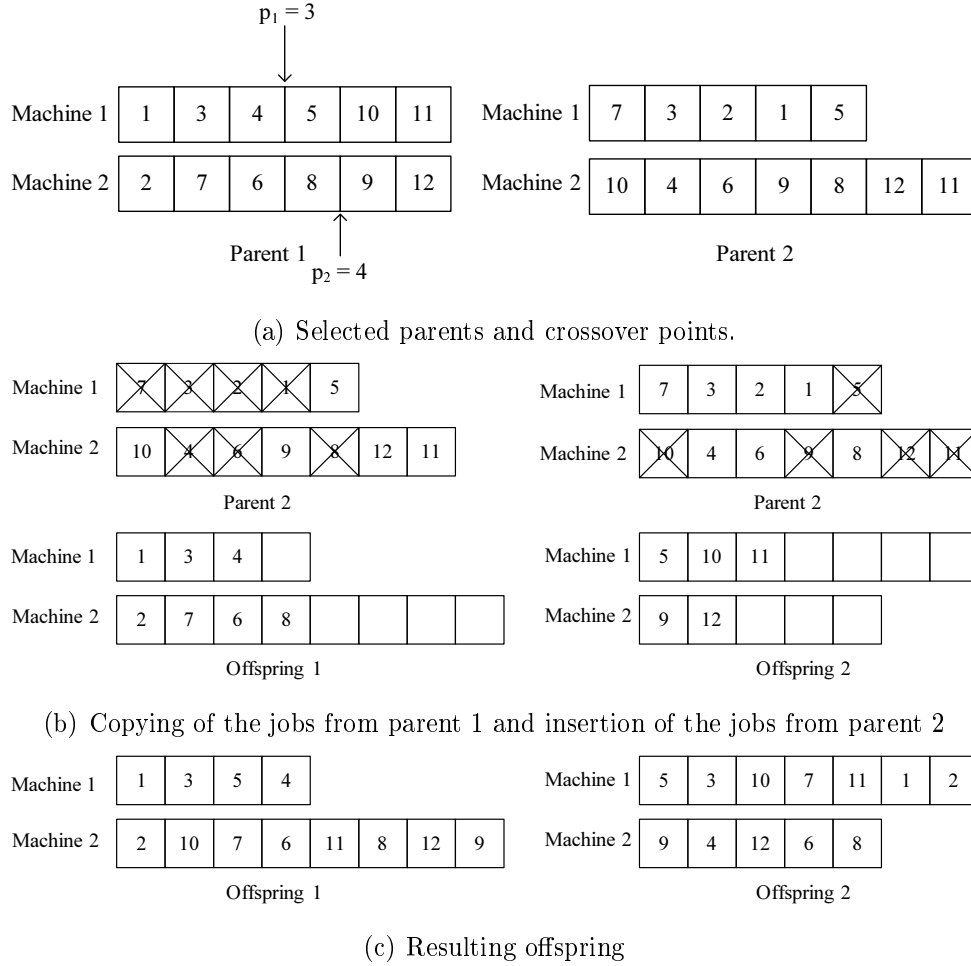 p1 = 3
Machine 1 1 3 4 5 10 11
Machine 2 2 7 6 8 9 12
Parent 1
p2 = 4
Machine 1 7 3 2 1 5
Machine 2 10 4 6 9 8 12 11
Parent 2
(a) Selected parents and crossover points.
Machine 1 7 3 2 1 5
Machine 2 10 4 6 9 8 12 11
Parent 2
Machine 1 7 3 2 1 5
Machine 2 10 4 6 9 8 12 11
Parent 2
Machine 1 1 3 4
Machine 2 2 7 6 8
Offspring 1
Machine 1 5 10 11
Machine 2 9 12
Offspring 2
(b) Copying of the jobs from parent 1 and insertion of the jobs from parent 2
Machine 1 1 3 5 4
Machine 2 2 10 7 6 11 8 12 9
Offspring 1
Machine 1 5 3 10 7 11 1 2
Machine 2 9 4 12 6 8
Offspring 2
(c) Resulting offspring